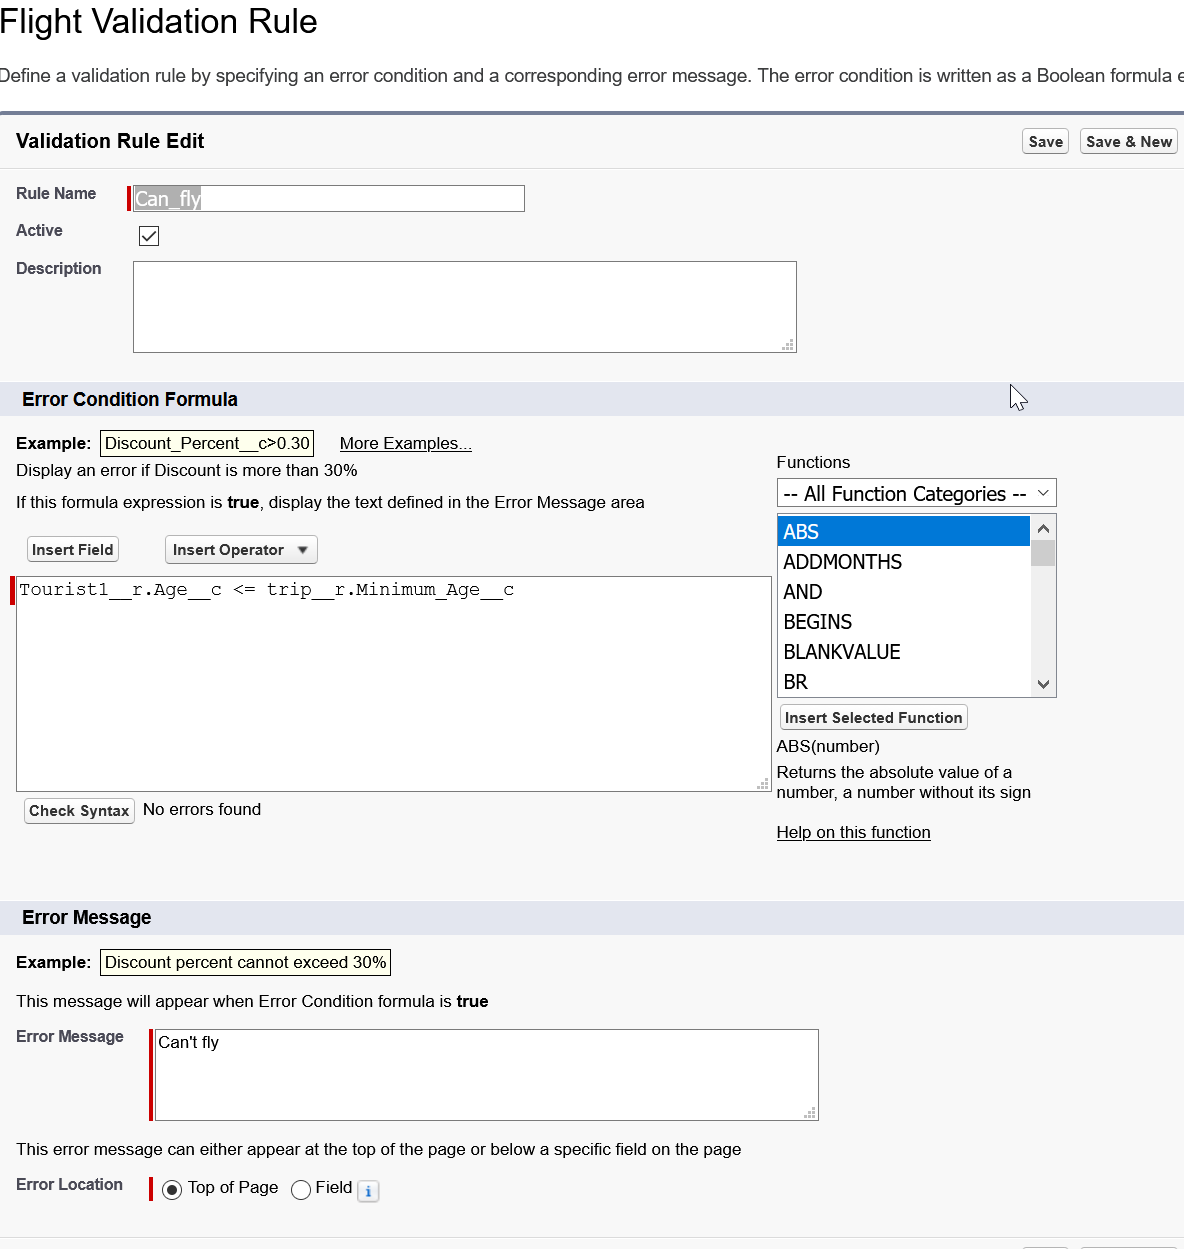 Flight Validation Rule
Define a validation rule by specifying an error condition and a corresponding error message. The error condition is written as a Boolean formula e
Validation Rule Edit
Save
Save & New
Rule Name
Can_fly
Active
Description
Error Condition Formula
Example:
Discount_Percent__c>0.30
More Examples...
Display an error if Discount is more than 30%
If this formula expression is true, display the text defined in the Error Message area
Insert Field
Insert Operator
Functions
-- All Function Categories --
ABS
ADDMONTHS
AND
BEGINS
BLANKVALUE
BR
Tourist1__r.Age__c <= trip__r.Minimum_Age__c
Insert Selected Function
ABS(number)
Returns the absolute value of a
number, a number without its sign
Help on this function
Check Syntax
No errors found
Error Message
Example:
Discount percent cannot exceed 30%
This message will appear when Error Condition formula is true
Error Message
Can't fly
This error message can either appear at the top of the page or below a specific field on the page
Error Location
Top of Page
Field
i